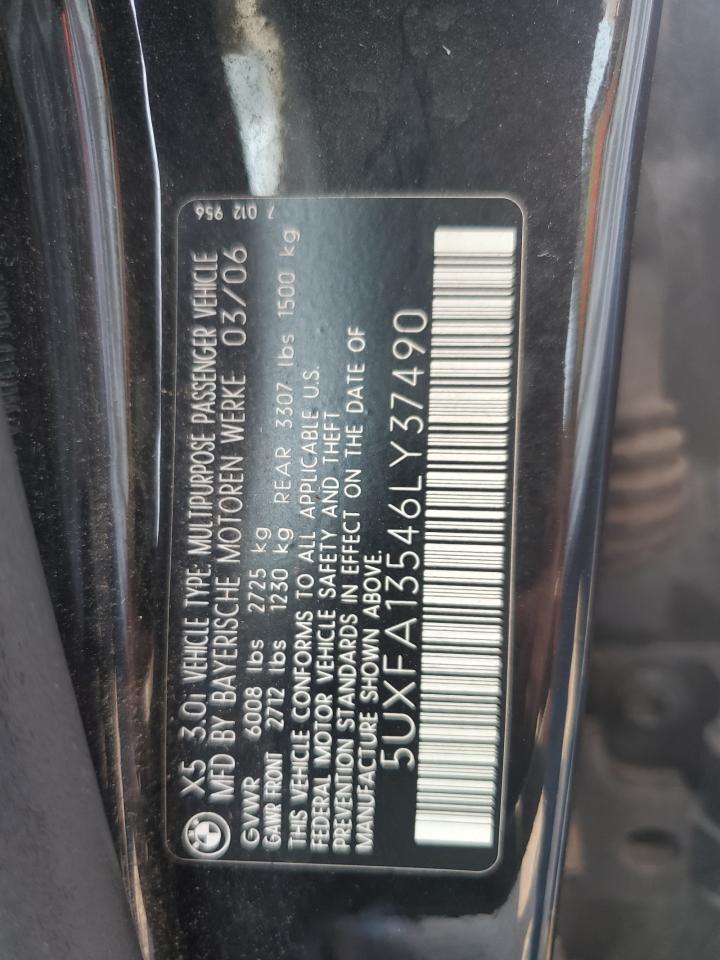 X5 3.0i VEHICLE TYPE: MULTIPURPOSE PASSENGER VEHICLE
MFD BY BAYERISCHE MOTOREN WERKE 03/06
GVWR 6008 lbs 2725 kg
GAWR FRONT 2712 lbs 1230 kg REAR 3307 lbs 1500 kg
THIS VEHICLE CONFORMS TO ALL APPLICABLE U.S.
FEDERAL MOTOR VEHICLE SAFETY AND THEFT
PREVENTION STANDARDS IN EFFECT ON THE DATE OF
MANUFACTURE SHOWN ABOVE.
5UXFA13546LY37490
7 012 956